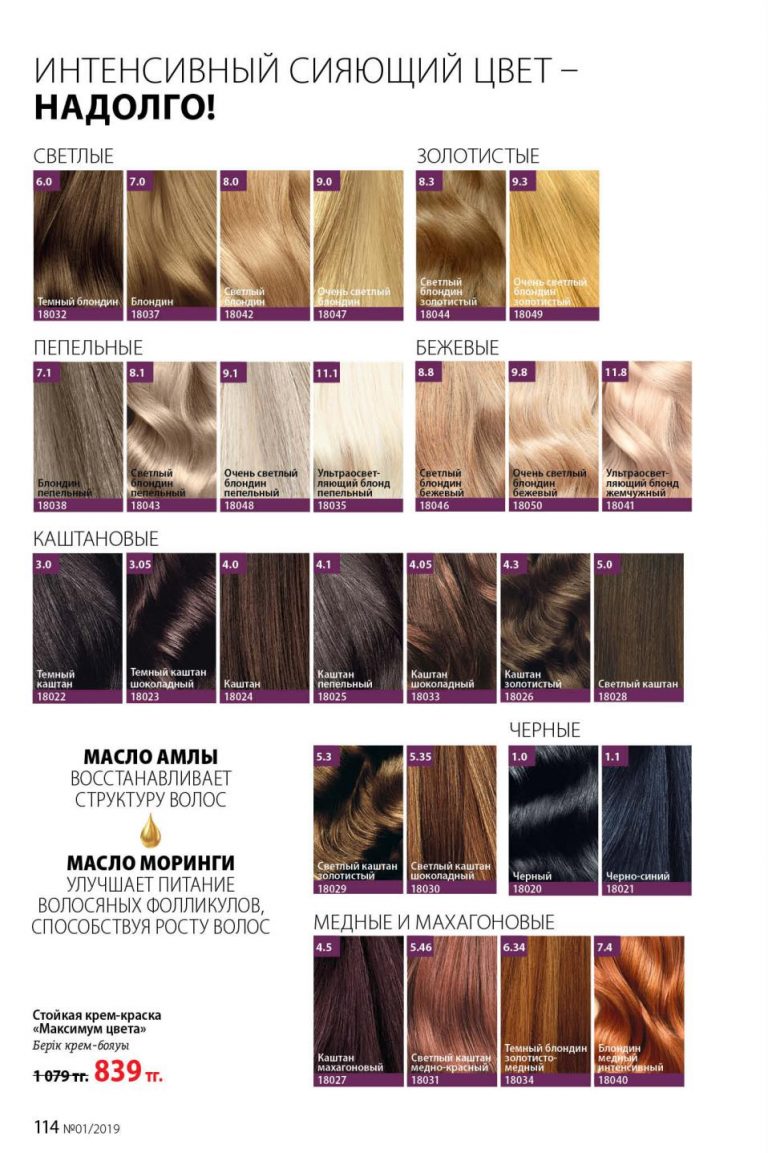 ИНТЕНСИВНЫЙ СИЯЮЩИЙ ЦВЕТ –
НАДОЛГО!
СВЕТЛЫЕ
6.0
Темный блондин
18032
7.0
Блондин
18037
8.0
Светлый
блондин
18042
9.0
Очень светлый
блондин
18047
ЗОЛОТИСТЫЕ
8.3
Светлый
блондин
золотистый
18044
9.3
Очень светлый
блондин
золотистый
18049
ПЕПЕЛЬНЫЕ
7.1
Блондин
пепельный
18038
8.1
Светлый
блондин
пепельный
18043
9.1
Очень светлый
блондин
пепельный
18048
11.1
Ультраосвет-
ляющий блонд
пепельный
18035
БЕЖЕВЫЕ
8.8
Светлый
блондин
бежевый
18046
9.8
Очень светлый
блондин
бежевый
18050
11.8
Ультраосвет-
ляющий блонд
жемчужный
18041
КАШТАНОВЫЕ
3.0
Темный
каштан
18022
3.05
Темный каштан
шоколадный
18023
4.0
Каштан
18024
4.1
Каштан
пепельный
18025
4.05
Каштан
шоколадный
18033
4.3
Каштан
золотистый
18026
5.0
Светлый каштан
18028
5.3
Светлый каштан
золотистый
18029
5.35
Светлый каштан
шоколадный
18030
ЧЕРНЫЕ
1.0
Черный
18020
1.1
Черно-синий
18021
МАСЛО АМЛЫ
ВОССТАНАВЛИВАЕТ
СТРУКТУРУ ВОЛОС
МАСЛО МОРИНГИ
УЛУЧШАЕТ ПИТАНИЕ
ВОЛОСЯНЫХ ФОЛЛИКУЛОВ,
СПОСОБСТВУЯ РОСТУ ВОЛОС
МЕДНЫЕ И МАХАГОНОВЫЕ
4.5
Каштан
махагоновый
18027
5.46
Светлый каштан
медно-красный
18031
6.34
Темный блондин
золотисто-
медный
18034
7.4
Блондин
медный
интенсивный
18040
Стойкая крем-краска
«Максимум цвета»
Берік крем-бояуы
1 079 тг. 839 тг.
114 №01/2019